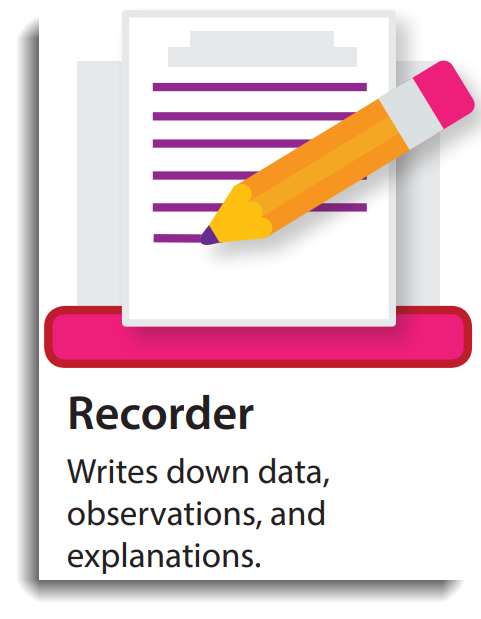 Recorder
Writes down data,
observations, and
explanations.